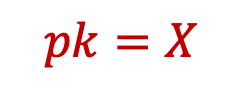 pk = X